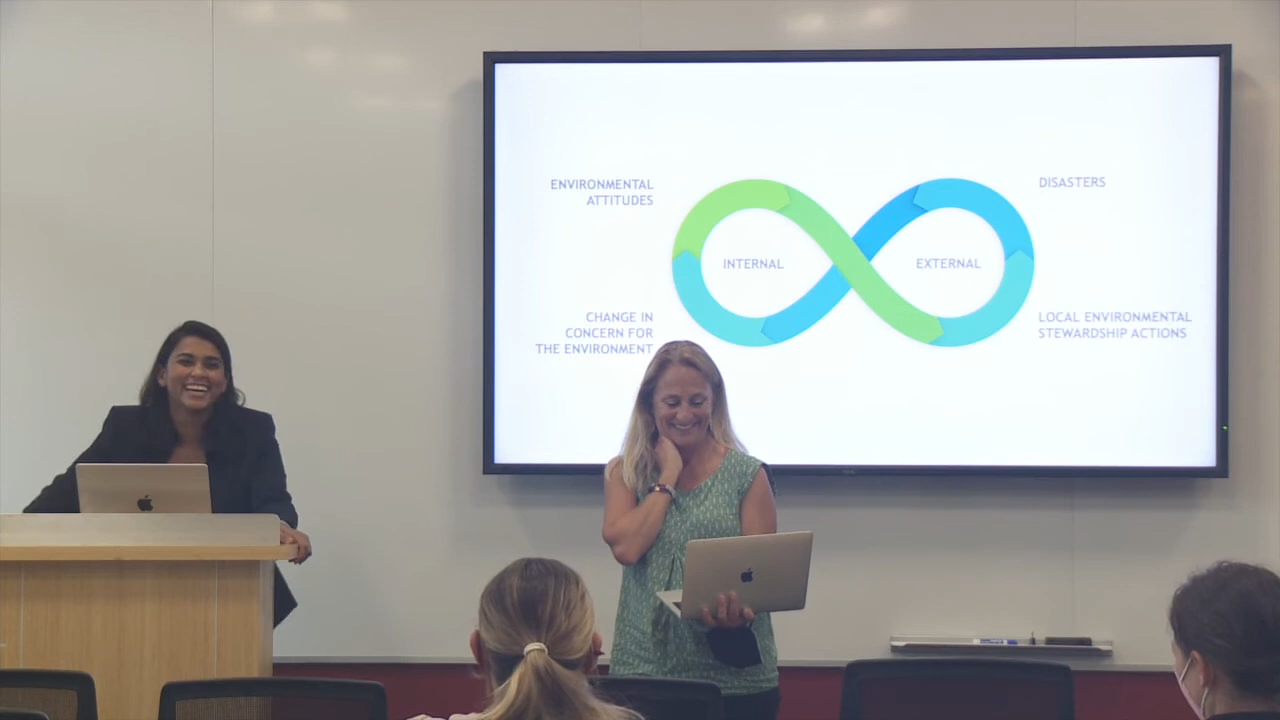 ENVIRONMENTAL
ATTITUDES
DISASTERS
INTERNAL
EXTERNAL
CHANGE IN
CONCERN FOR
THE ENVIRONMENT
LOCAL ENVIRONMENTAL
STEWARDSHIP ACTIONS